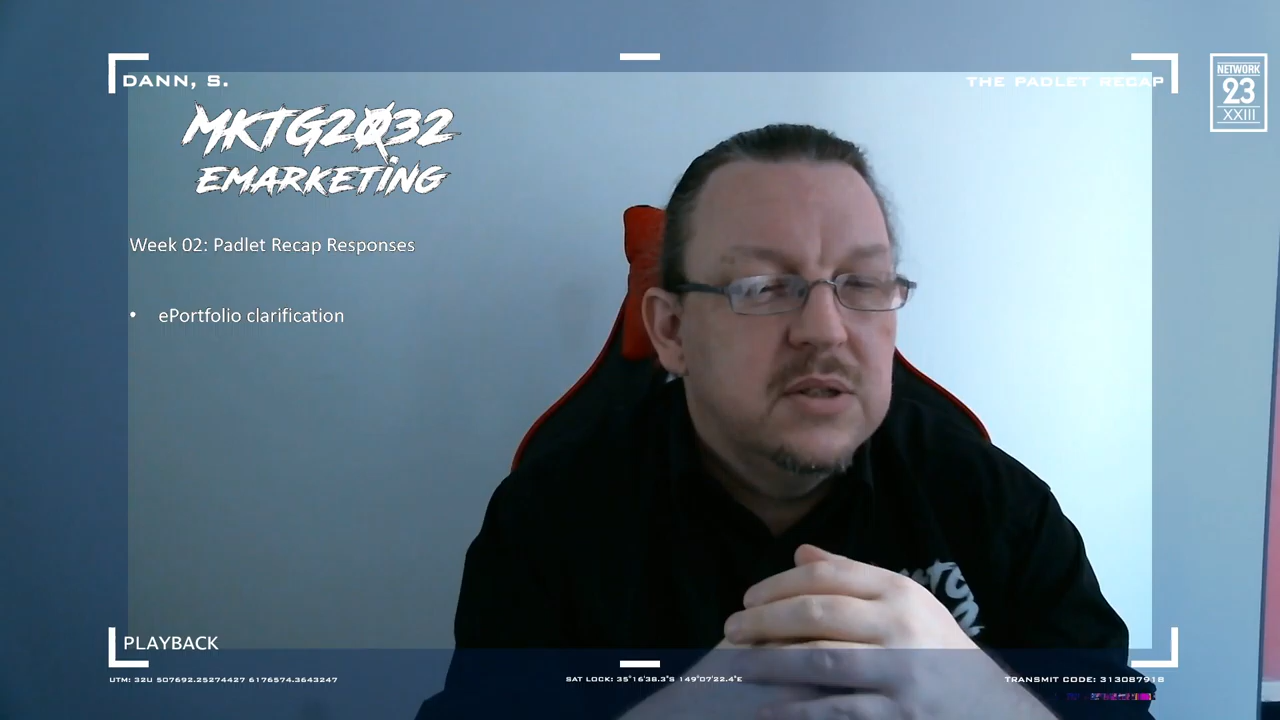 DANN, S.
THE PADLET RECAP
NETWORK
23
XXIII
MKTG2032
EMARKETING
Week 02: Padlet Recap Responses
• ePortfolio clarification
PLAYBACK
UTM: 32U 507692.25274427 6176574.3643247
SAT LOCK: 35°16'38.3"S 149°07'22.4"E
TRANSMIT CODE: 313087918